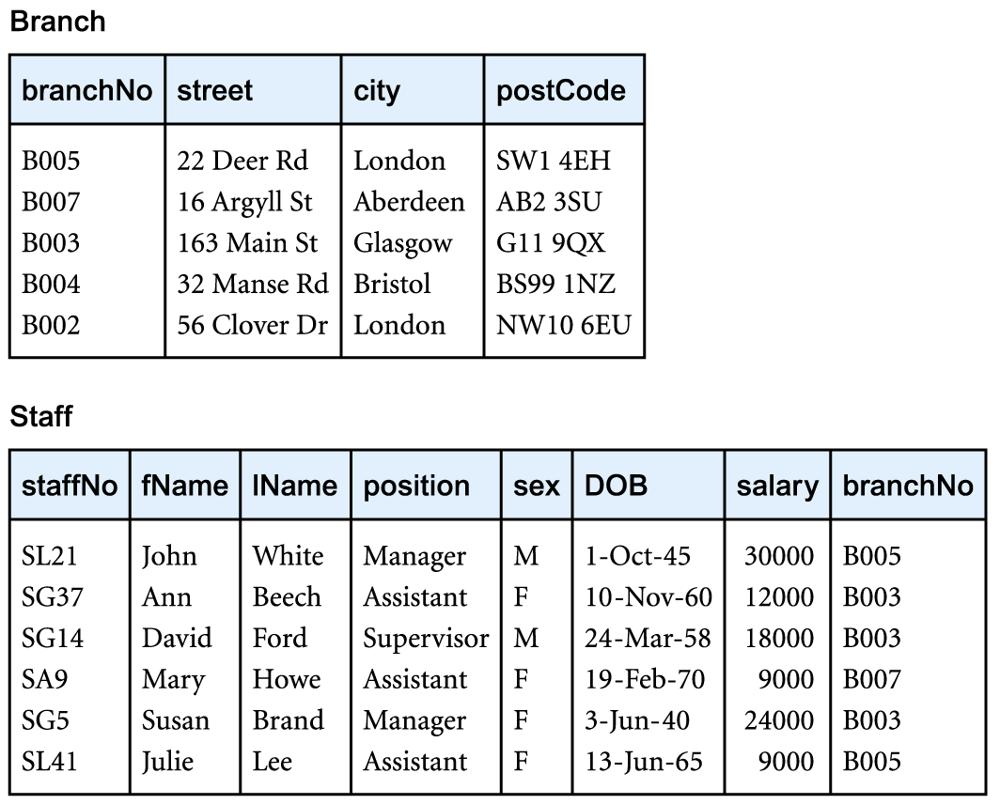 Branch
branchNo street city postCode
B005 22 Deer Rd London SW1 4EH
B007 16 Argyll St Aberdeen AB2 3SU
B003 163 Main St Glasgow G11 9QX
B004 32 Manse Rd Bristol BS99 1NZ
B002 56 Clover Dr London NW10 6EU
Staff
staffNo fName lName position sex DOB salary branchNo
SL21 John White Manager M 1-Oct-45 30000 B005
SG37 Ann Beech Assistant F 10-Nov-60 12000 B003
SG14 David Ford Supervisor M 24-Mar-58 18000 B003
SA9 Mary Howe Assistant F 19-Feb-70 9000 B007
SG5 Susan Brand Manager F 3-Jun-40 24000 B003
SL41 Julie Lee Assistant F 13-Jun-65 9000 B005